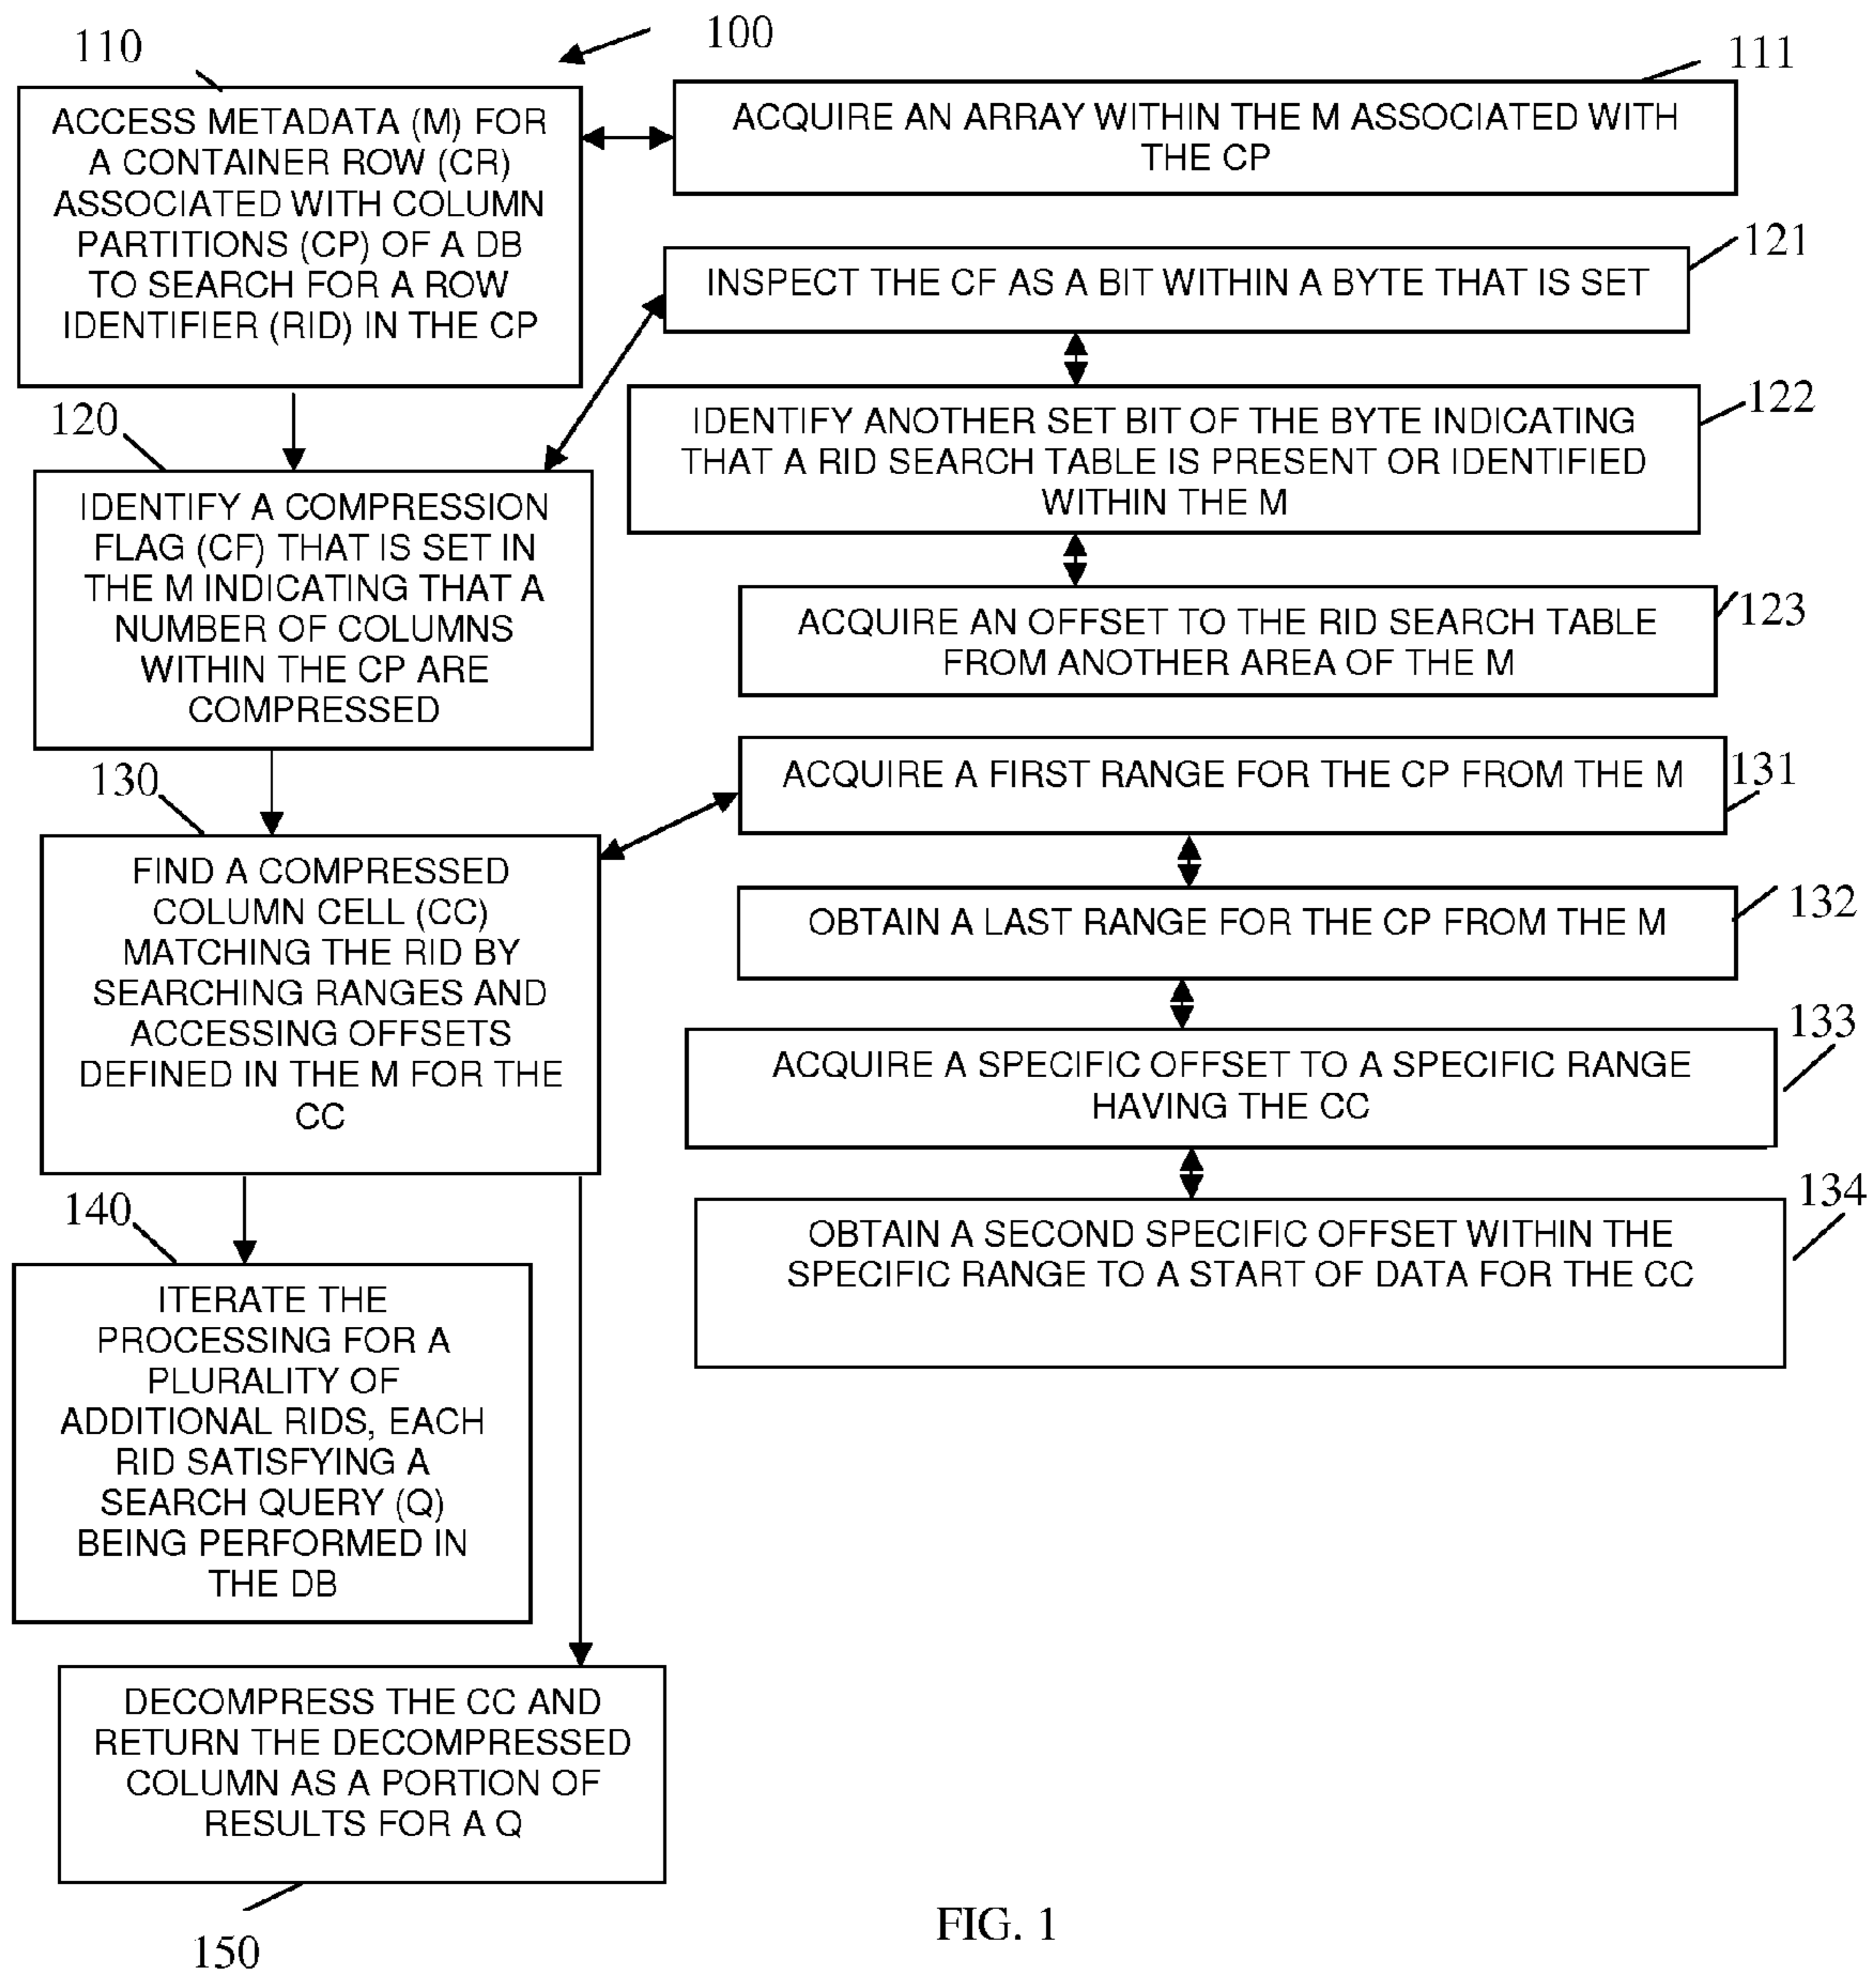 100
110
ACCESS METADATA (M) FOR
A CONTAINER ROW (CR)
ASSOCIATED WITH COLUMN
PARTITIONS (CP) OF A DB
TO SEARCH FOR A ROW
IDENTIFIER (RID) IN THE CP
111
ACQUIRE AN ARRAY WITHIN THE M ASSOCIATED WITH
THE CP
120
IDENTIFY A COMPRESSION
FLAG (CF) THAT IS SET IN
THE M INDICATING THAT A
NUMBER OF COLUMNS
WITHIN THE CP ARE
COMPRESSED
121
INSPECT THE CF AS A BIT WITHIN A BYTE THAT IS SET
122
IDENTIFY ANOTHER SET BIT OF THE BYTE INDICATING
THAT A RID SEARCH TABLE IS PRESENT OR IDENTIFIED
WITHIN THE M
123
ACQUIRE AN OFFSET TO THE RID SEARCH TABLE
FROM ANOTHER AREA OF THE M
130
FIND A COMPRESSED
COLUMN CELL (CC)
MATCHING THE RID BY
SEARCHING RANGES AND
ACCESSING OFFSETS
DEFINED IN THE M FOR THE
CC
131
ACQUIRE A FIRST RANGE FOR THE CP FROM THE M
132
OBTAIN A LAST RANGE FOR THE CP FROM THE M
133
ACQUIRE A SPECIFIC OFFSET TO A SPECIFIC RANGE
HAVING THE CC
134
OBTAIN A SECOND SPECIFIC OFFSET WITHIN THE
SPECIFIC RANGE TO A START OF DATA FOR THE CC
140
ITERATE THE
PROCESSING FOR A
PLURALITY OF
ADDITIONAL RIDS, EACH
RID SATISFYING A
SEARCH QUERY (Q)
BEING PERFORMED IN
THE DB
DECOMPRESS THE CC AND
RETURN THE DECOMPRESSED
COLUMN AS A PORTION OF
RESULTS FOR A Q
150
FIG. 1